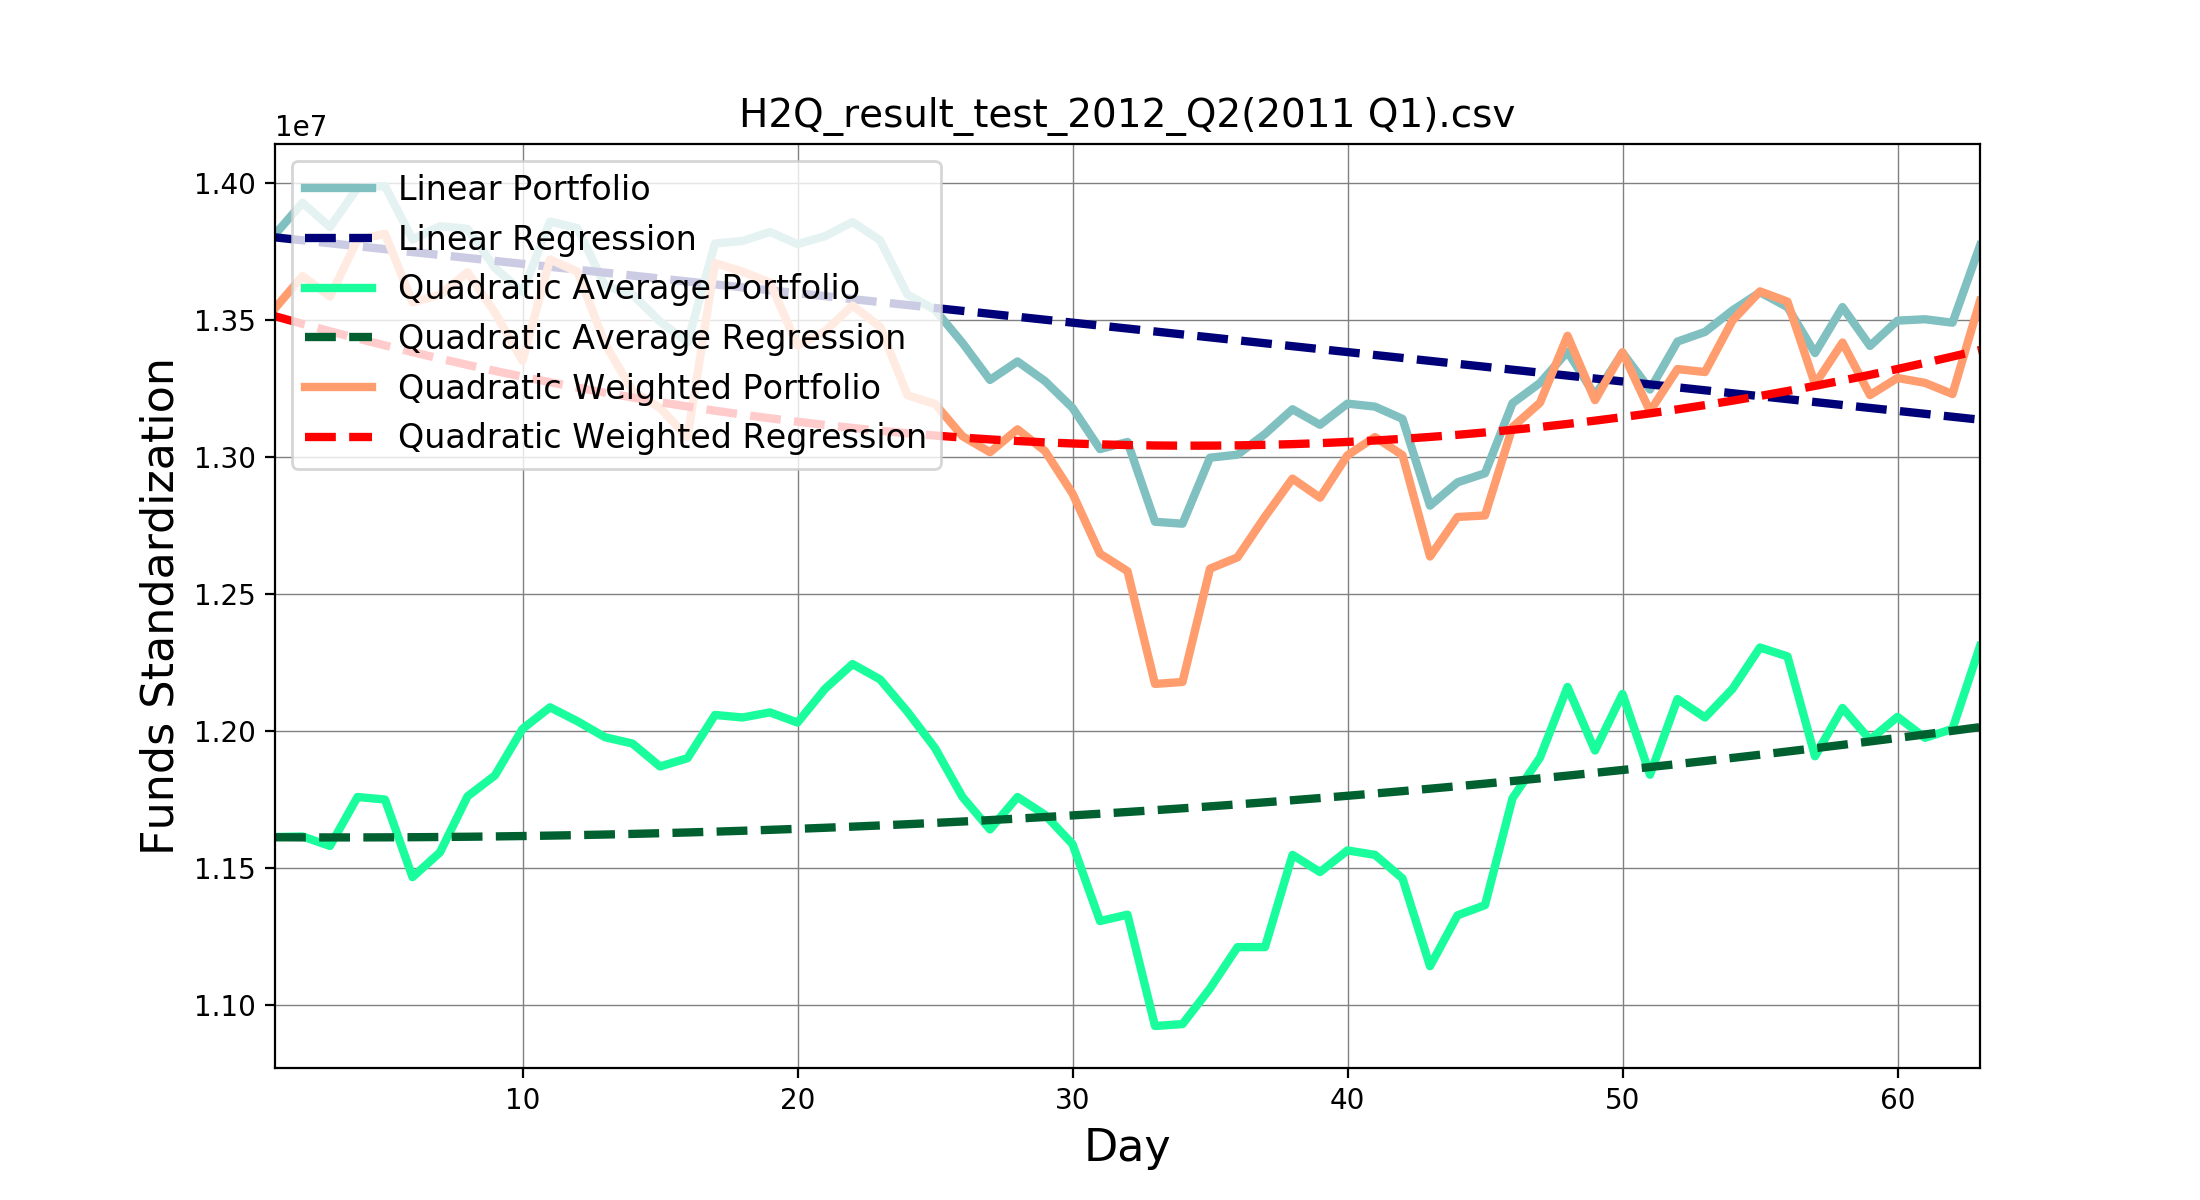 H2Q_result_test_2012_Q2(2011 Q1).csv
1e7
Linear Portfolio
Linear Regression
Quadratic Average Portfolio
Quadratic Average Regression
Quadratic Weighted Portfolio
Quadratic Weighted Regression
Funds Standardization
1.40
1.35
1.30
1.25
1.20
1.15
1.10
10 20 30 40 50 60
Day